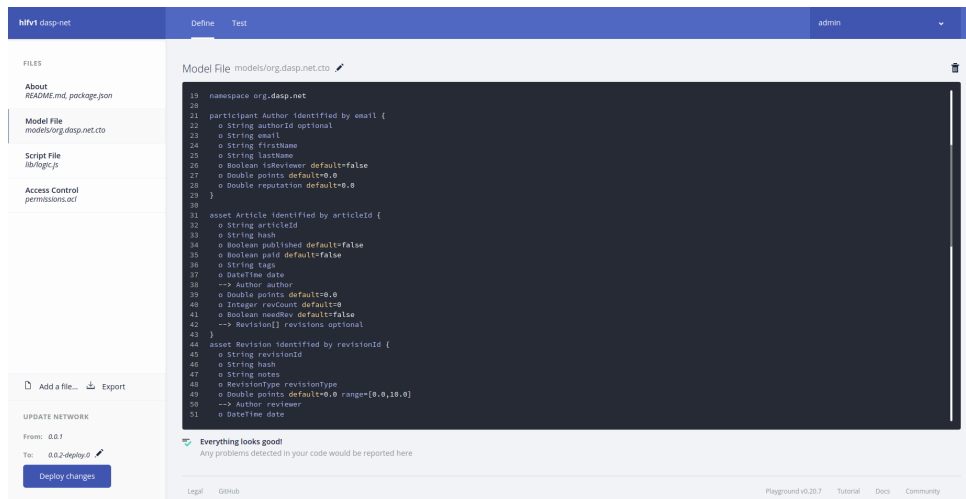 hlfv1 dasp-net
Define Test
admin
FILES
About
README.md, package.json
Model File
models/org.dasp.net.cto
Script File
lib/logic.js
Access Control
permissions.acl
Add a file... Export
UPDATE NETWORK
From: 0.0.1
To: 0.0.2-deploy.0
Deploy changes
Model File models/org.dasp.net.cto
19 namespace org.dasp.net
20
21 participant Author identified by email {
22 o String authorId optional
23 o String email
24 o String firstName
25 o String lastName
26 o Boolean isReviewer default=false
27 o Double points default=0.0
28 o Double reputation default=0.0
29 }
30
31 asset Article identified by articleId {
32 o String articleId
33 o String hash
34 o Boolean published default=false
35 o Boolean paid default=false
36 o String tags
37 o DateTime date
38 --> Author author
39 o Double points default=0.0
40 o Integer revCount default=0
41 o Boolean needRev default=false
42 --> Revision[] revisions optional
43 }
44 asset Revision identified by revisionId {
45 o String revisionId
46 o String hash
47 o String notes
48 o RevisionType revisionType
49 o Double points default=0.0 range=[0.0,10.0]
50 --> Author reviewer
51 o DateTime date
Everything looks good!
Any problems detected in your code would be reported here
Legal GitHub
Playground v0.20.7 Tutorial Docs Community